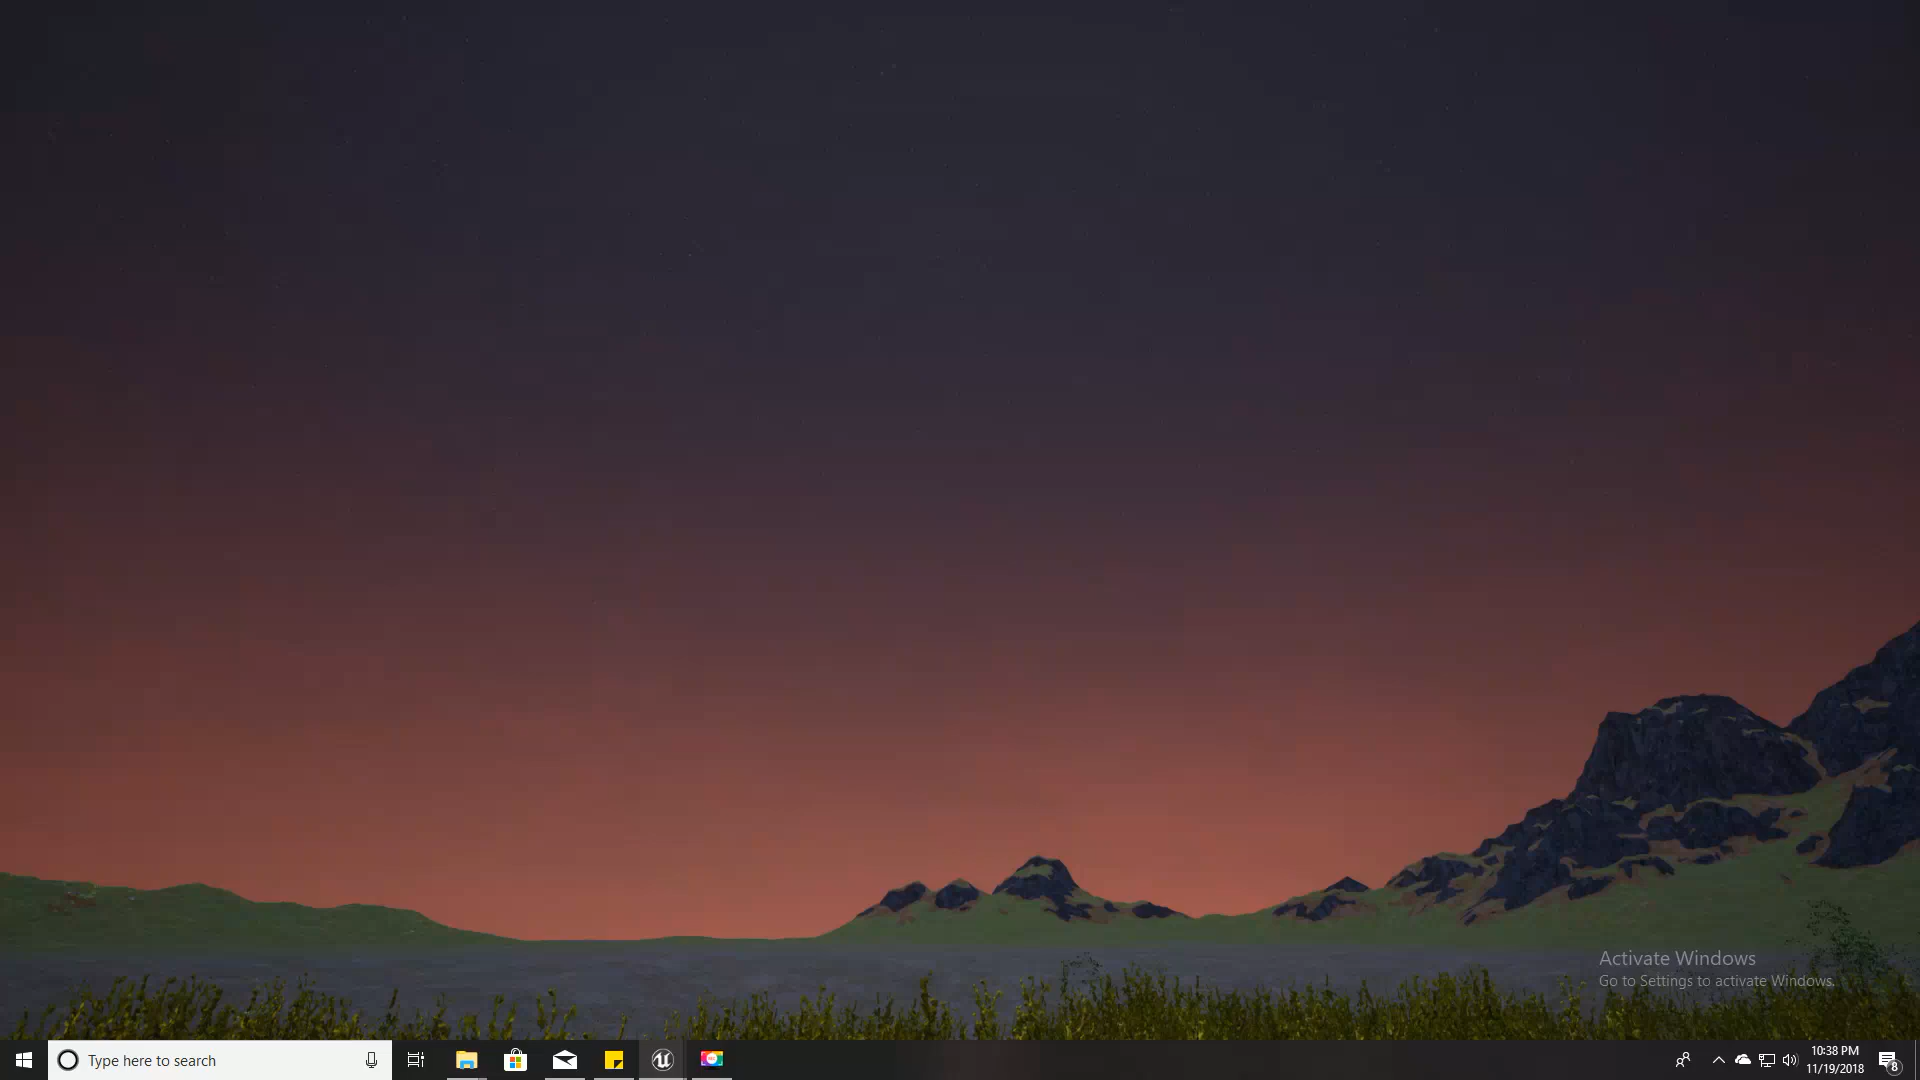 Activate Windows
Go to Settings to activate Windows.
Type here to search
10:38 PM
11/19/2018
8